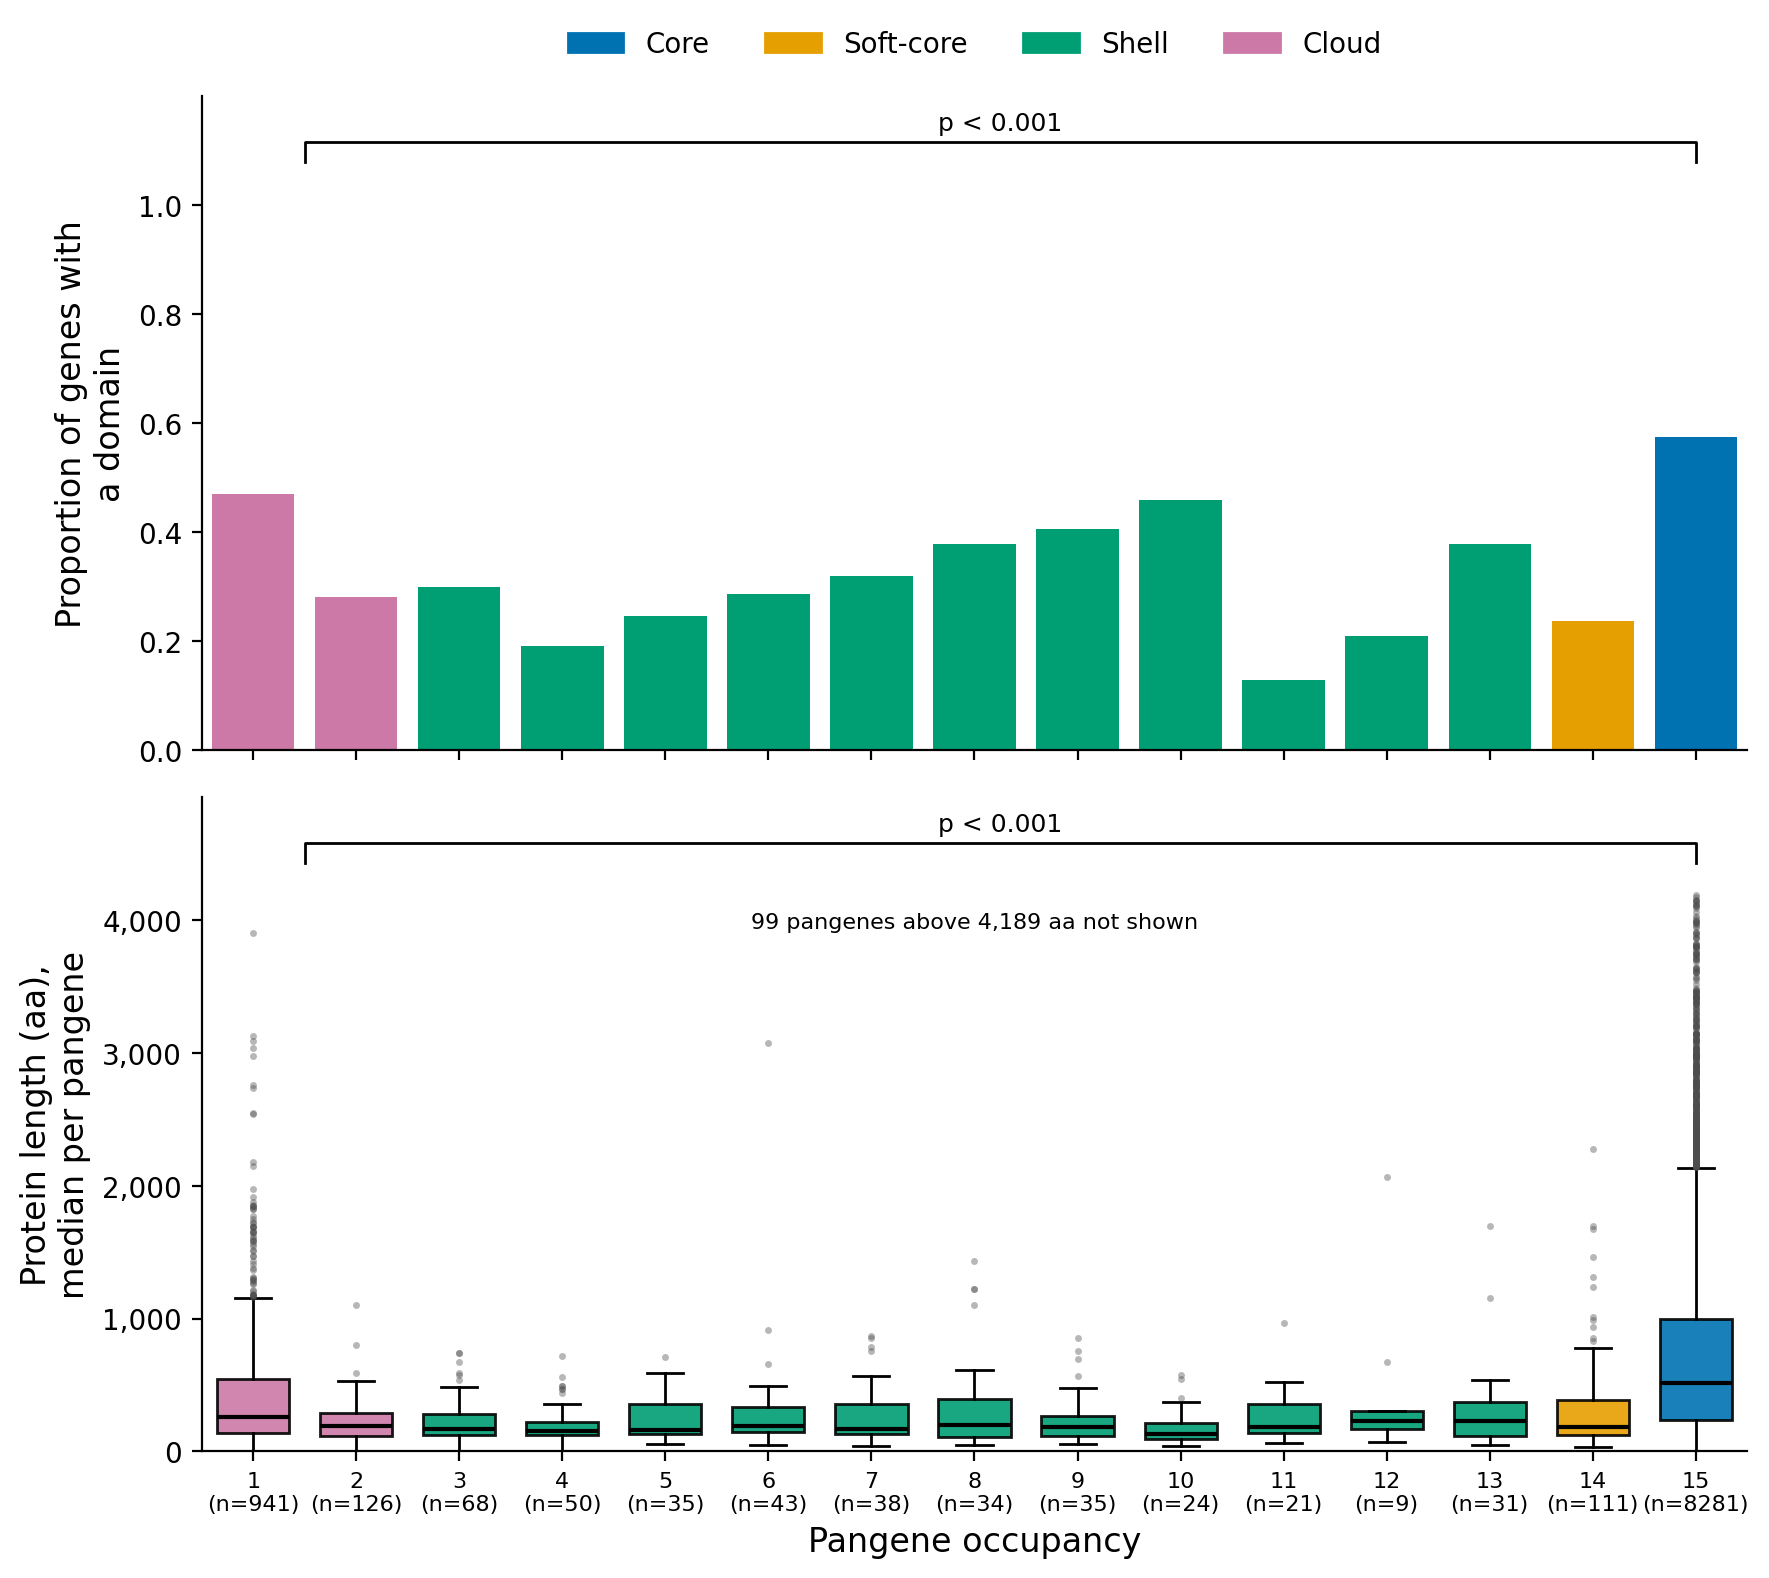 Core Soft-core Shell Cloud
p < 0.001
Proportion of genes with
a domain
1.0
0.8
0.6
0.4
0.2
0.0
p < 0.001
99 pangenes above 4,189 aa not shown
Protein length (aa),
median per pangene
4,000
3,000
2,000
1,000
0
1 2 3 4 5 6 7 8 9 10 11 12 13 14 15
(n=941) (n=126) (n=68) (n=50) (n=35) (n=43) (n=38) (n=34) (n=35) (n=24) (n=21) (n=9) (n=31) (n=111) (n=8281)
Pangene occupancy